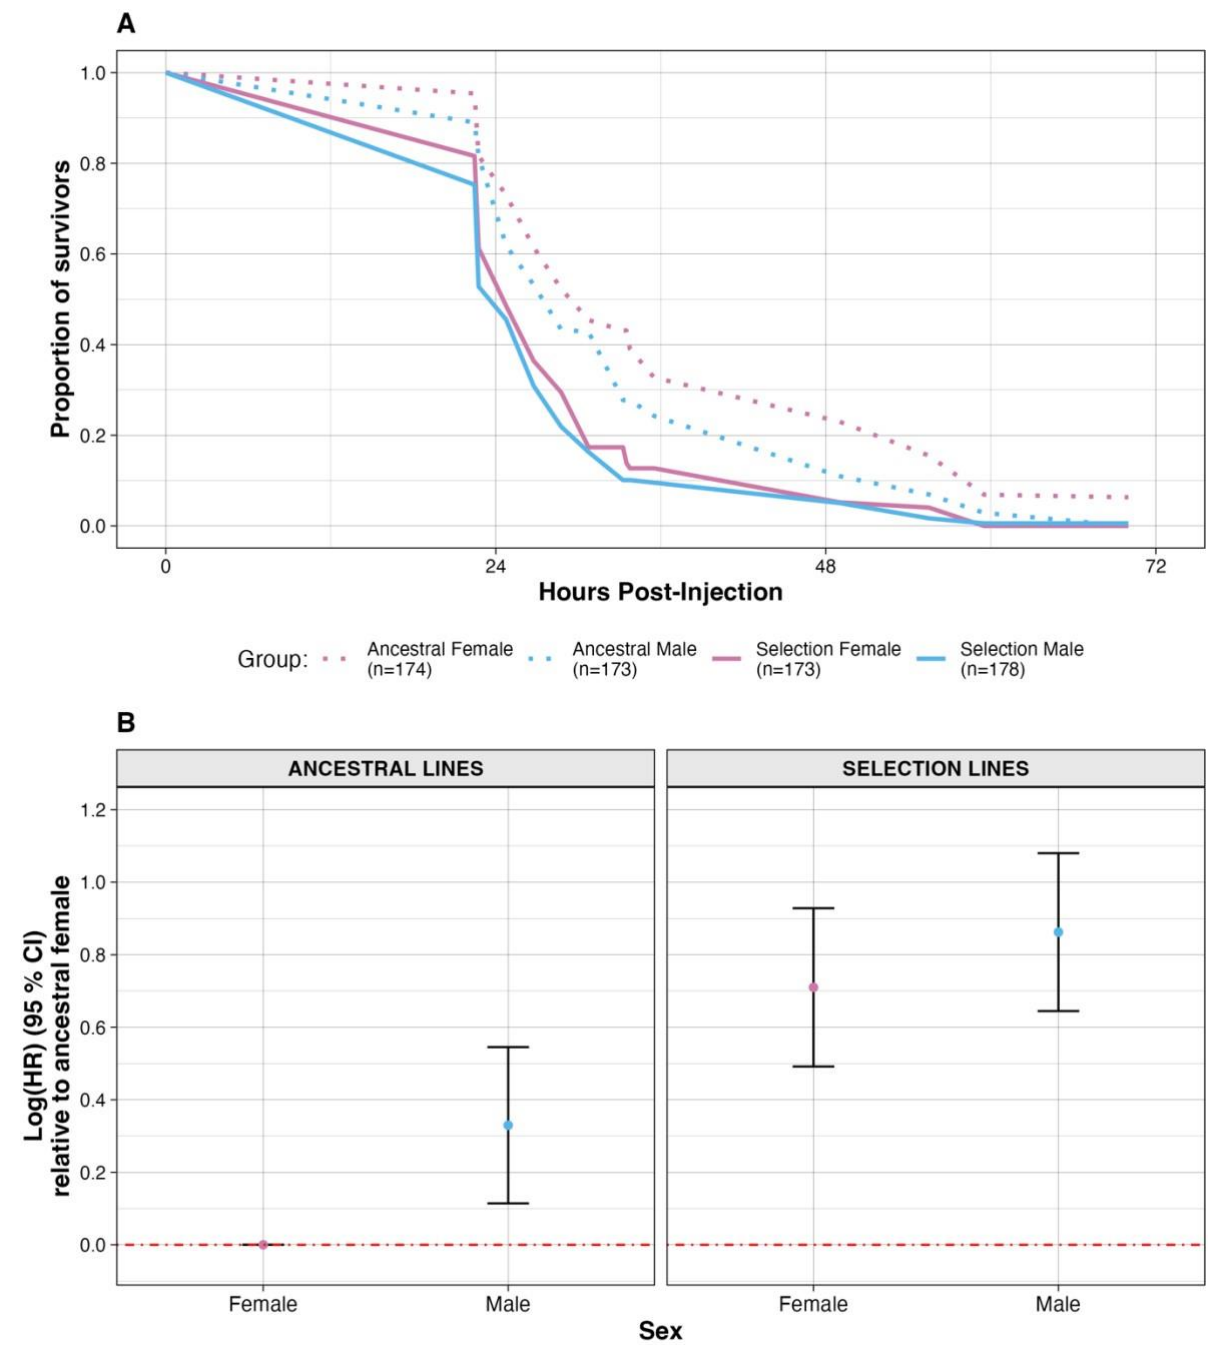 A
Proportion of survivors
1.0
0.8
0.6
0.4
0.2
0.0
0 24 48 72
Hours Post-Injection
Group: Ancestral Female Ancestral Male Selection Female Selection Male
(n=174) (n=173) (n=173) (n=178)
B
ANCESTRAL LINES SELECTION LINES
Log(HR) (95 % CI)
relative to ancestral female
1.2
1.0
0.8
0.6
0.4
0.2
0.0
Female Male Female Male
Sex